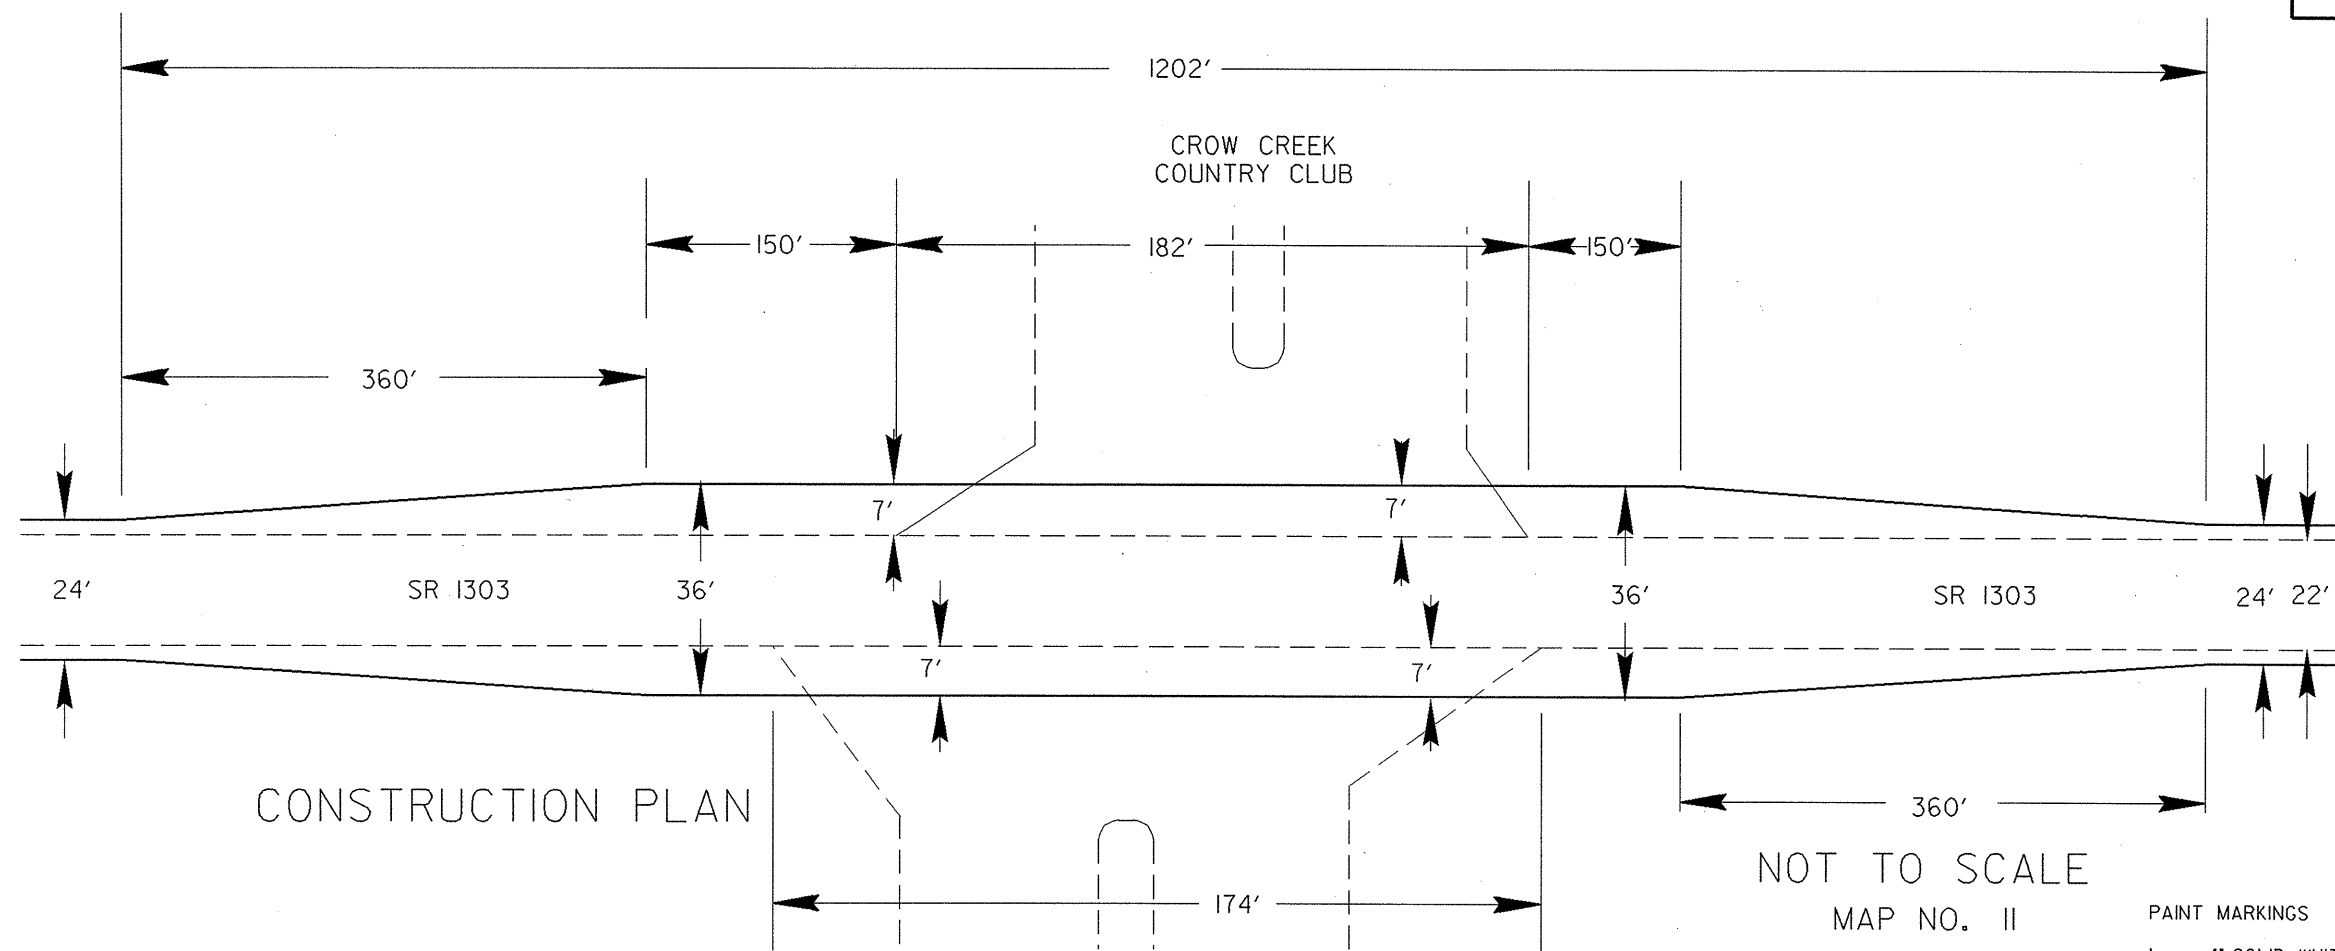 1202'
CROW CREEK
COUNTRY CLUB
150'
182'
150'
360'
7'
7'
24'
SR 1303
36'
36'
SR 1303
24'
22'
7'
7'
CONSTRUCTION PLAN
360'
NOT TO SCALE
174'
MAP NO. 11
PAINT MARKINGS